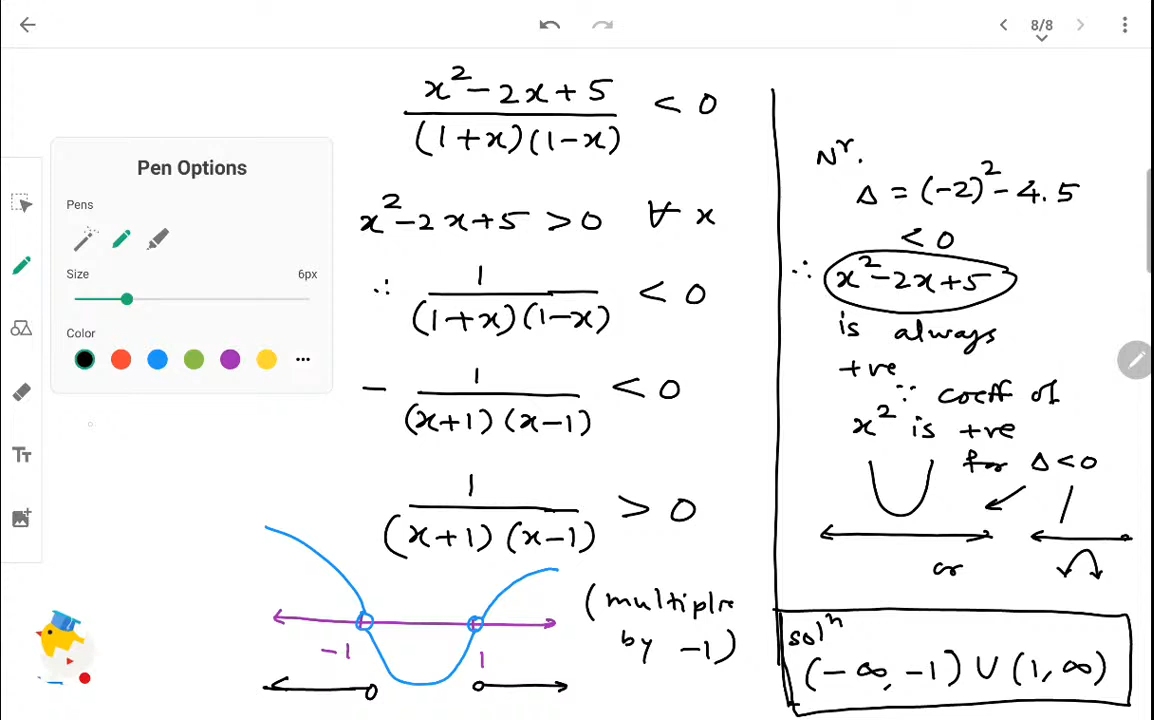 8/8
Pen Options
Pens
Size 6px
Color
Tт
x² - 2x + 5 / (1+x)(1-x) < 0
x² - 2x + 5 > 0 ∀ x
∴ 1 / (1+x)(1-x) < 0
- 1 / (x+1)(x-1) < 0
1 / (x+1)(x-1) > 0
(multiple
by -1)
-1 1
Nʳ.
Δ = (-2)² - 4.5
< 0
∴ x² - 2x + 5
is always
+ve
∵ coeff of
x² is +ve
for Δ < 0
or
solⁿ
(-∞, -1) ∪ (1, ∞)